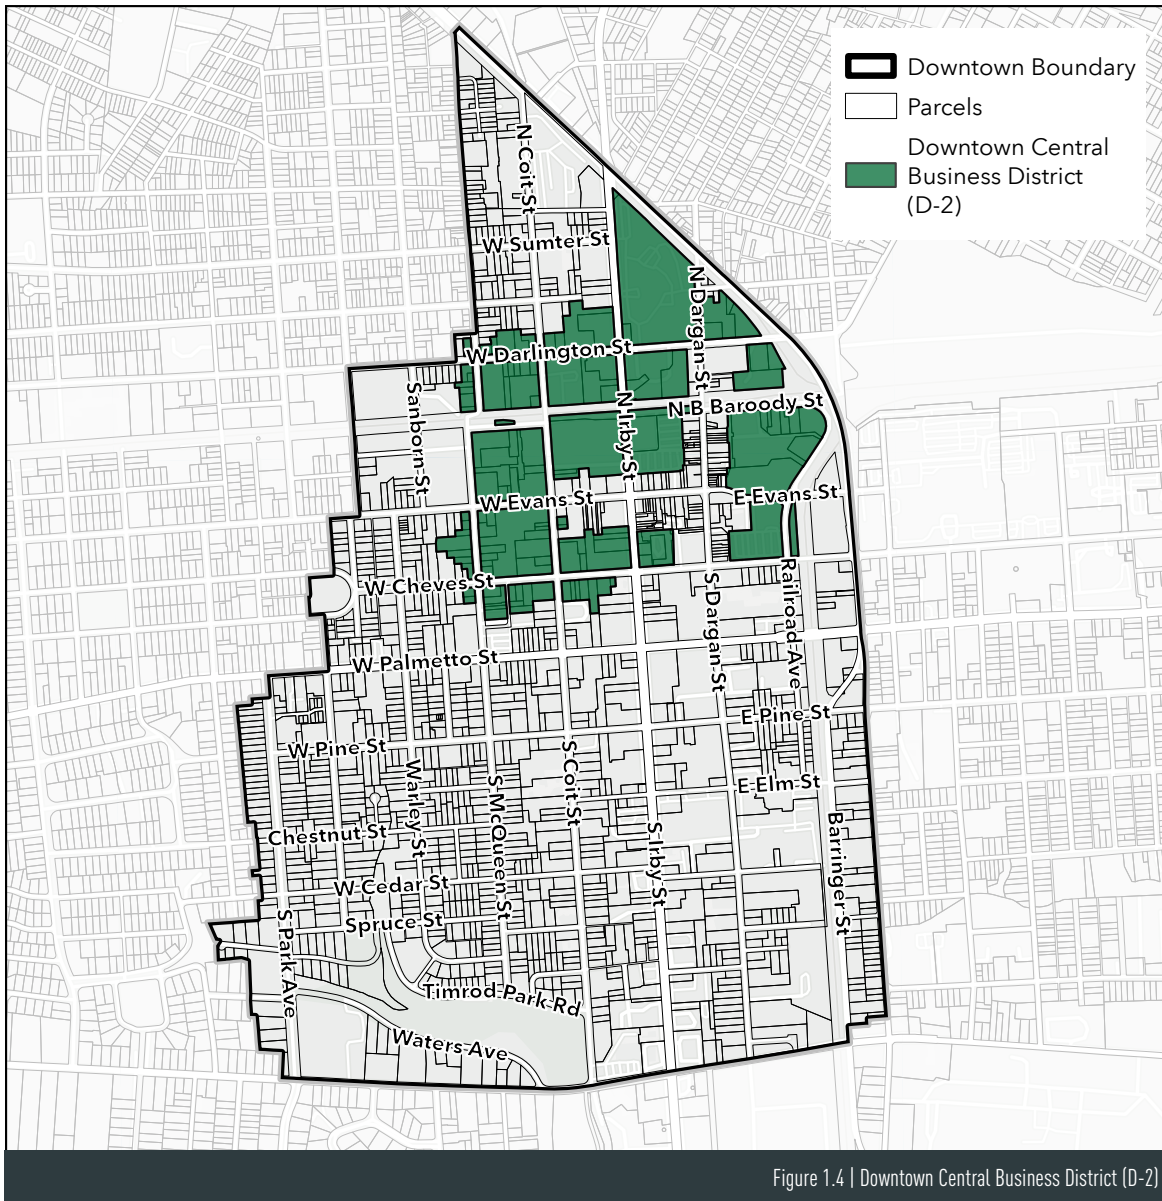 Downtown Boundary
Parcels
Downtown Central
Business District
(D-2)
N Coit St
W Sumter St
N Dargan St
W Darlington St
Sanborn St
N Irby St
N B Baroody St
W Evans St
E Evans St
W Cheves St
S Dargan St
Railroad Ave
W Palmetto St
E Pine St
W Pine St
Warley St
S McQueen St
S Coit St
E Elm St
Chestnut St
S Irby St
Barringer St
W Cedar St
Spruce St
S Park Ave
Timrod Park Rd
Waters Ave
Figure 1.4 | Downtown Central Business District (D-2)